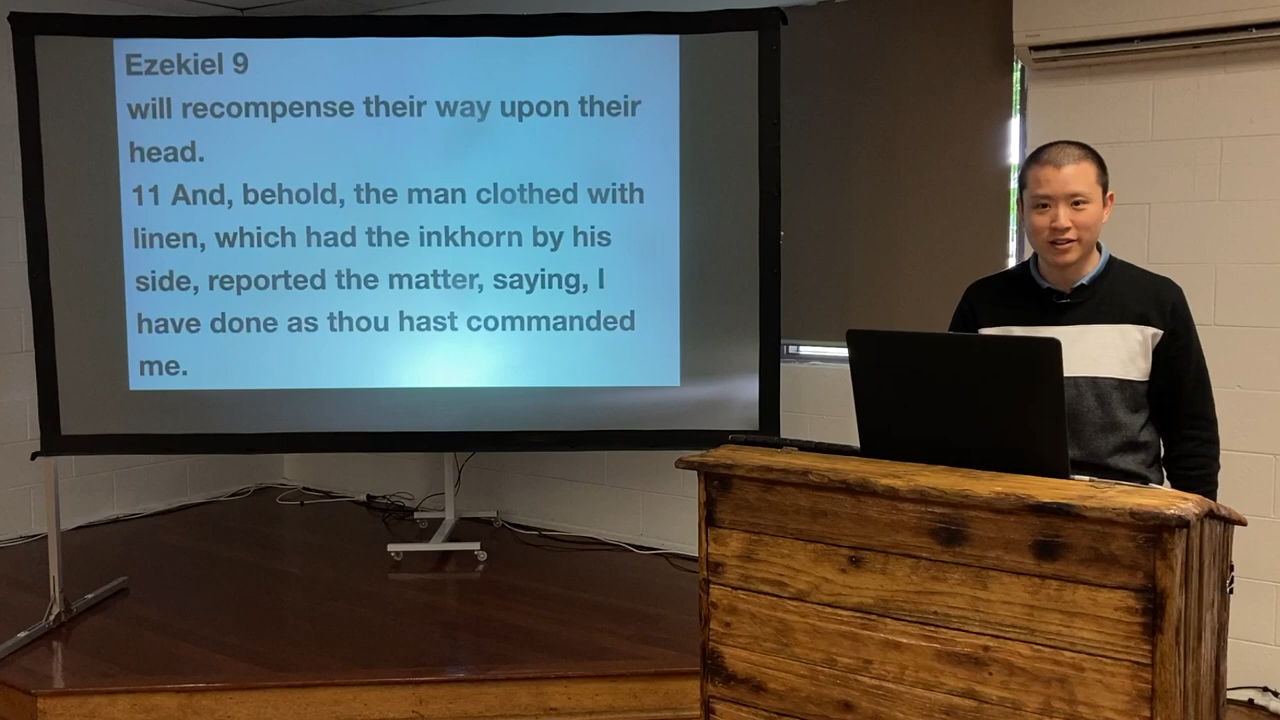 Ezekiel 9
will recompense their way upon their
head.
11 And, behold, the man clothed with
linen, which had the inkhorn by his
side, reported the matter, saying, I
have done as thou hast commanded
me.